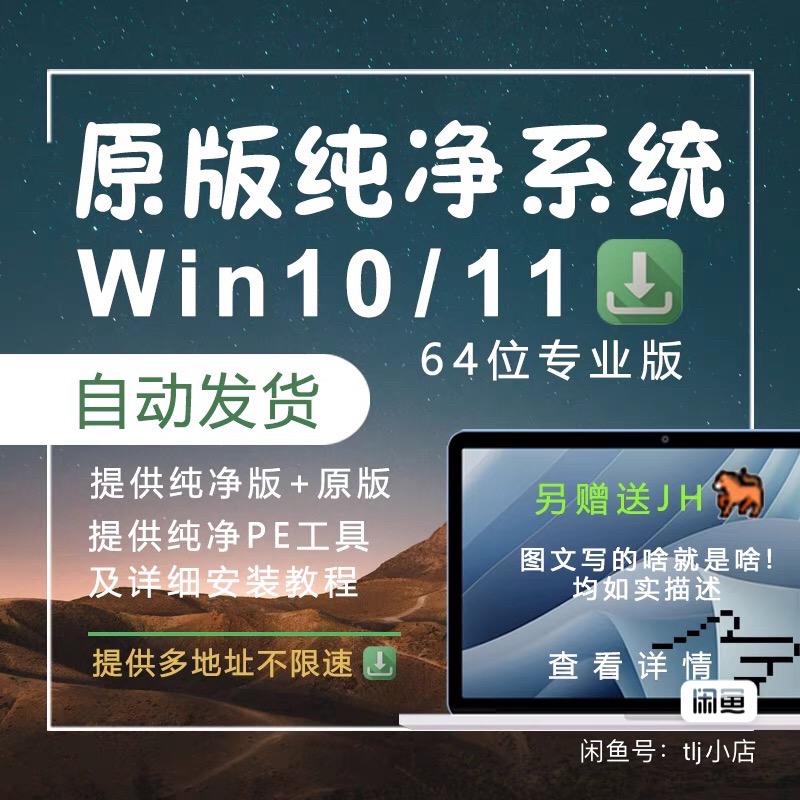 原版纯净系统
Win10/11
64位专业版
自动发货
提供纯净版+原版
提供纯净PE工具
及详细安装教程
提供多地址不限速
另赠送JH
图文写的啥就是啥!
均如实描述
查看详情
闲鱼
闲鱼号：tlj小店